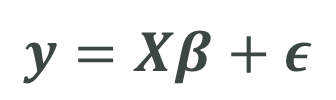 y = Xβ + ϵ